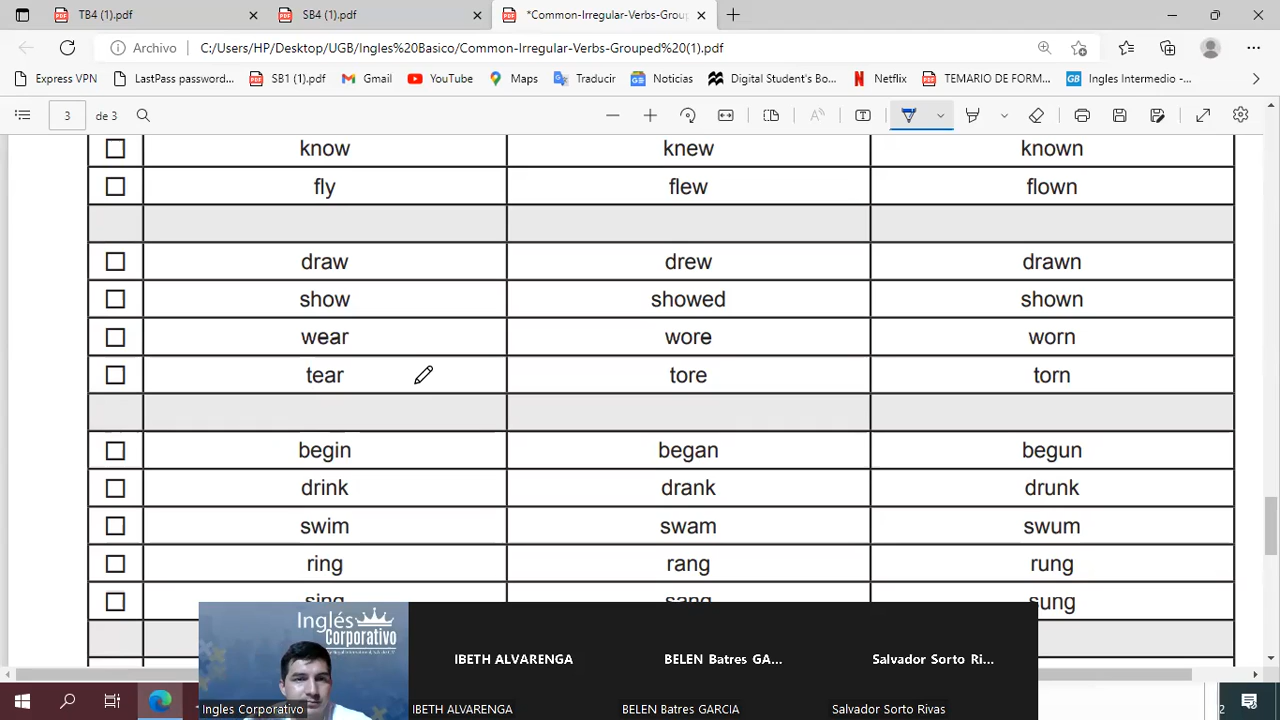 TB4 (1).pdf SB4 (1).pdf *Common-Irregular-Verbs-Grou
Archivo C:/Users/HP/Desktop/UGB/Ingles%20Basico/Common-Irregular-Verbs-Grouped%20(1).pdf
Express VPN LastPass password... SB1 (1).pdf Gmail YouTube Maps Traducir Noticias Digital Student's Bo... Netflix TEMARIO DE FORM... Ingles Intermedio -...
3 de 3
know knew known
fly flew flown
draw drew drawn
show showed shown
wear wore worn
tear tore torn
begin began begun
drink drank drunk
swim swam swum
ring rang rung
sing sang sung
Inglés
Corporativo
IBETH ALVARENGA BELEN Batres GA... Salvador Sorto Ri...
Ingles Corporativo IBETH ALVARENGA BELEN Batres GARCIA Salvador Sorto Rivas
2